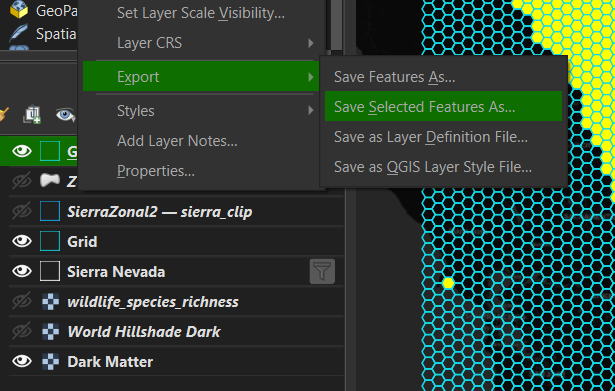 GeoPa
Spatia
Set Layer Scale Visibility...
Layer CRS
Export
Styles
Add Layer Notes...
Properties...
Save Features As...
Save Selected Features As...
Save as Layer Definition File...
Save as QGIS Layer Style File...
G
Z
SierraZonal2 — sierra_clip
Grid
Sierra Nevada
wildlife_species_richness
World Hillshade Dark
Dark Matter